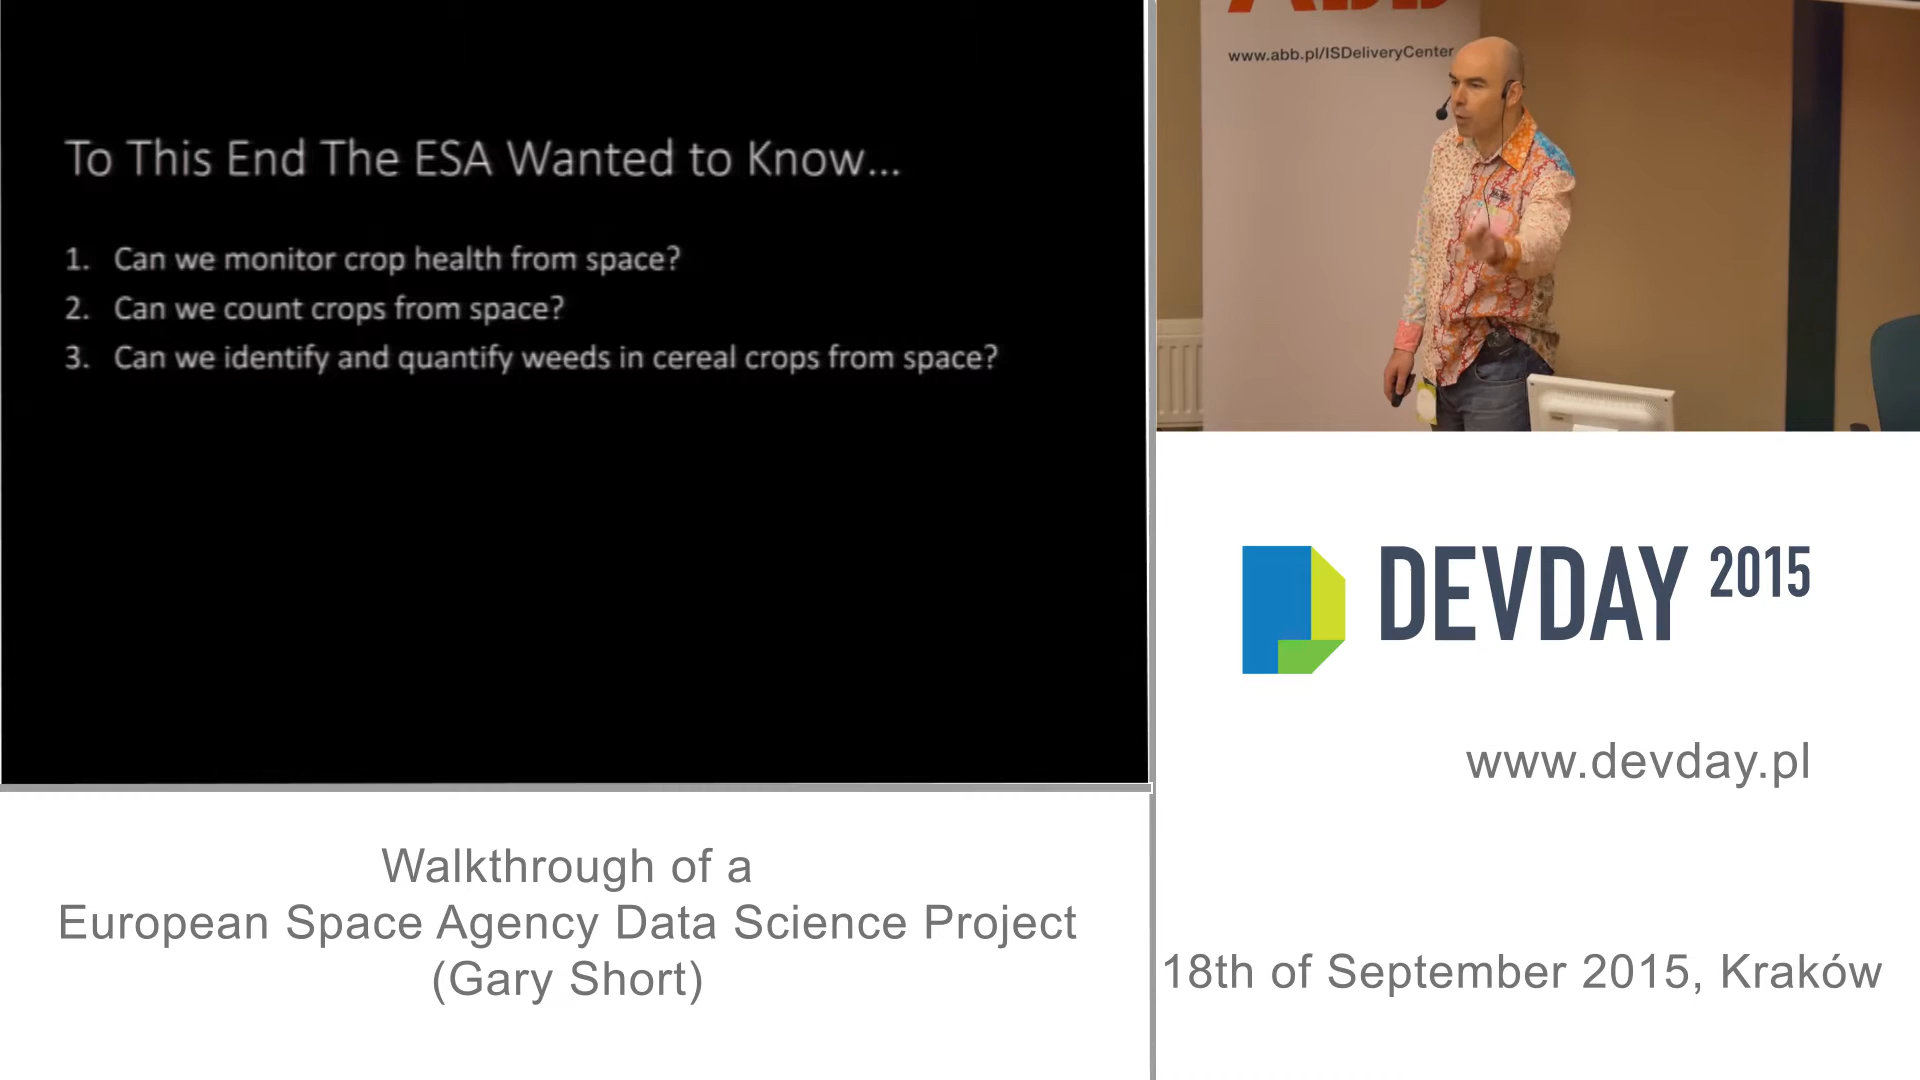 To This End The ESA Wanted to Know...
1. Can we monitor crop health from space?
2. Can we count crops from space?
3. Can we identify and quantify weeds in cereal crops from space?
Walkthrough of a
European Space Agency Data Science Project
(Gary Short)
ABB
www.abb.pl/ISDeliveryCenter
DEVDAY 2015
www.devday.pl
18th of September 2015, Kraków